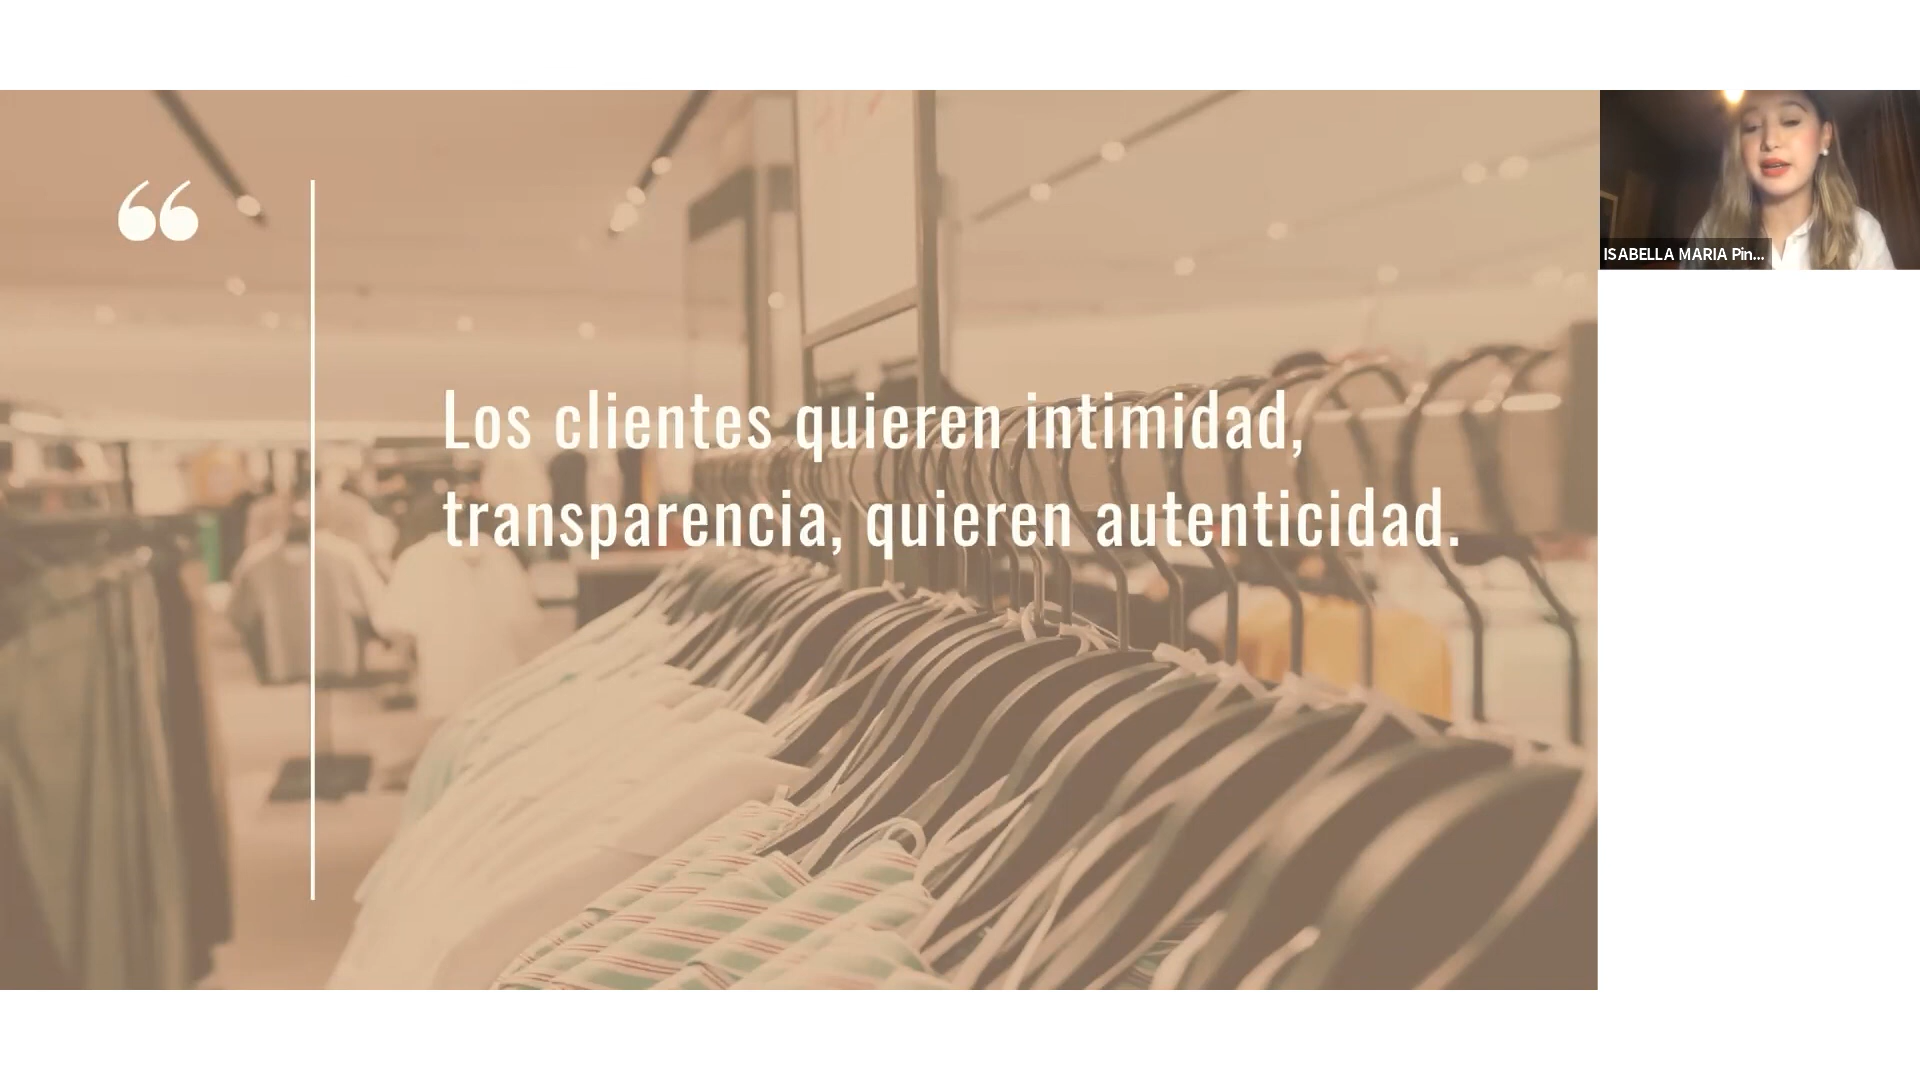 “
Los clientes quieren intimidad,
transparencia, quieren autenticidad.
ISABELLA MARIA Pin...